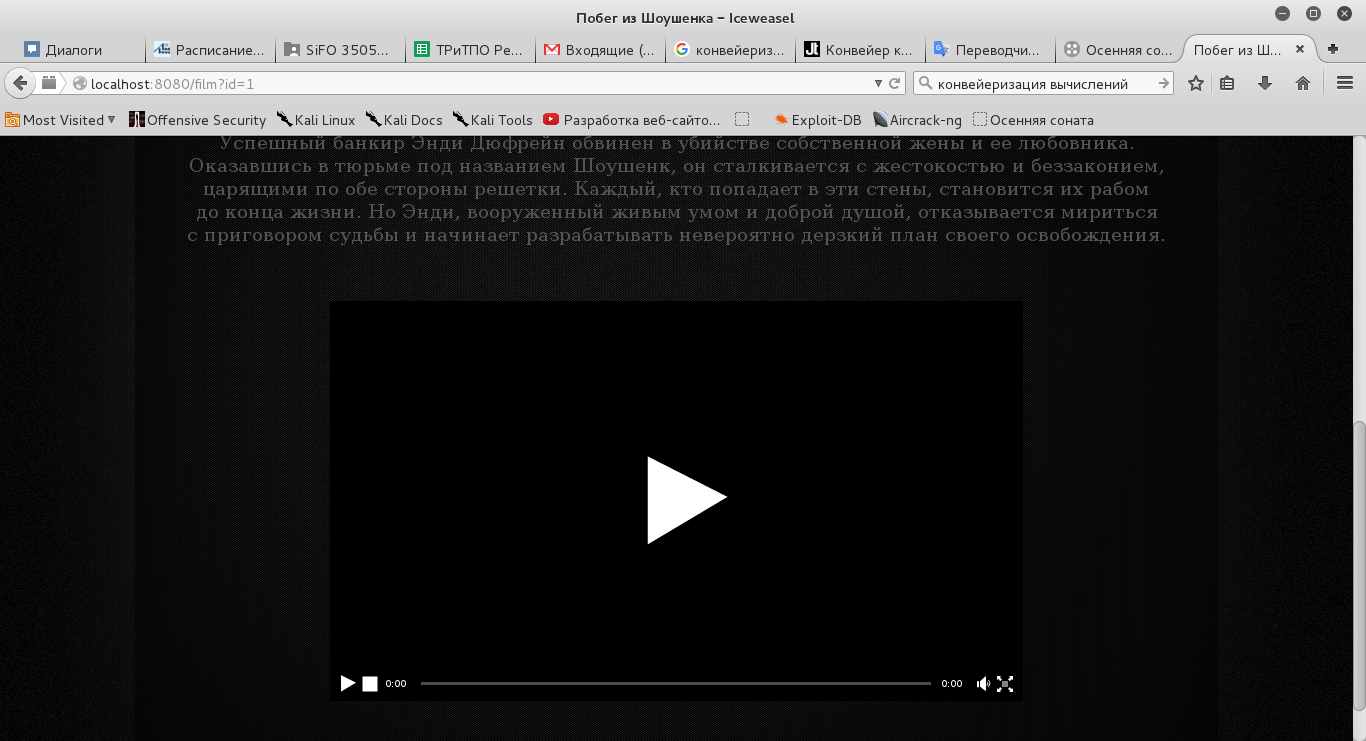 Побег из Шоушенка – Iceweasel
Диалоги
Расписание...
SiFO 3505...
ТРиТПО Ре...
Входящие (...
конвейериз...
Конвейер к...
Переводчи...
Осенняя со...
Побег из Ш...
localhost:8080/film?id=1
конвейеризация вычислений
Most Visited
Offensive Security
Kali Linux
Kali Docs
Kali Tools
Разработка веб-сайто...
Exploit-DB
Aircrack-ng
Осенняя соната
Успешный банкир Энди Дюфрейн обвинен в убийстве собственной жены и ее любовника.
Оказавшись в тюрьме под названием Шоушенк, он сталкивается с жестокостью и беззаконием,
царящими по обе стороны решетки. Каждый, кто попадает в эти стены, становится их рабом
до конца жизни. Но Энди, вооруженный живым умом и доброй душой, отказывается мириться
с приговором судьбы и начинает разрабатывать невероятно дерзкий план своего освобождения.
0:00
0:00